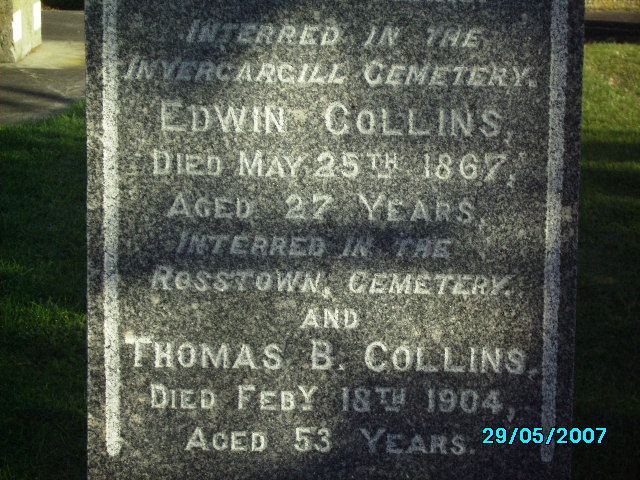 INTERRED IN THE
INVERCARGILL CEMETERY.
EDWIN COLLINS,
DIED MAY, 25TH 1867,
AGED 27 YEARS,
INTERRED IN THE
ROSSTOWN, CEMETERY.
AND
THOMAS B. COLLINS,
DIED FEBY 18TH 1904,
AGED 53 YEARS.
29/05/2007